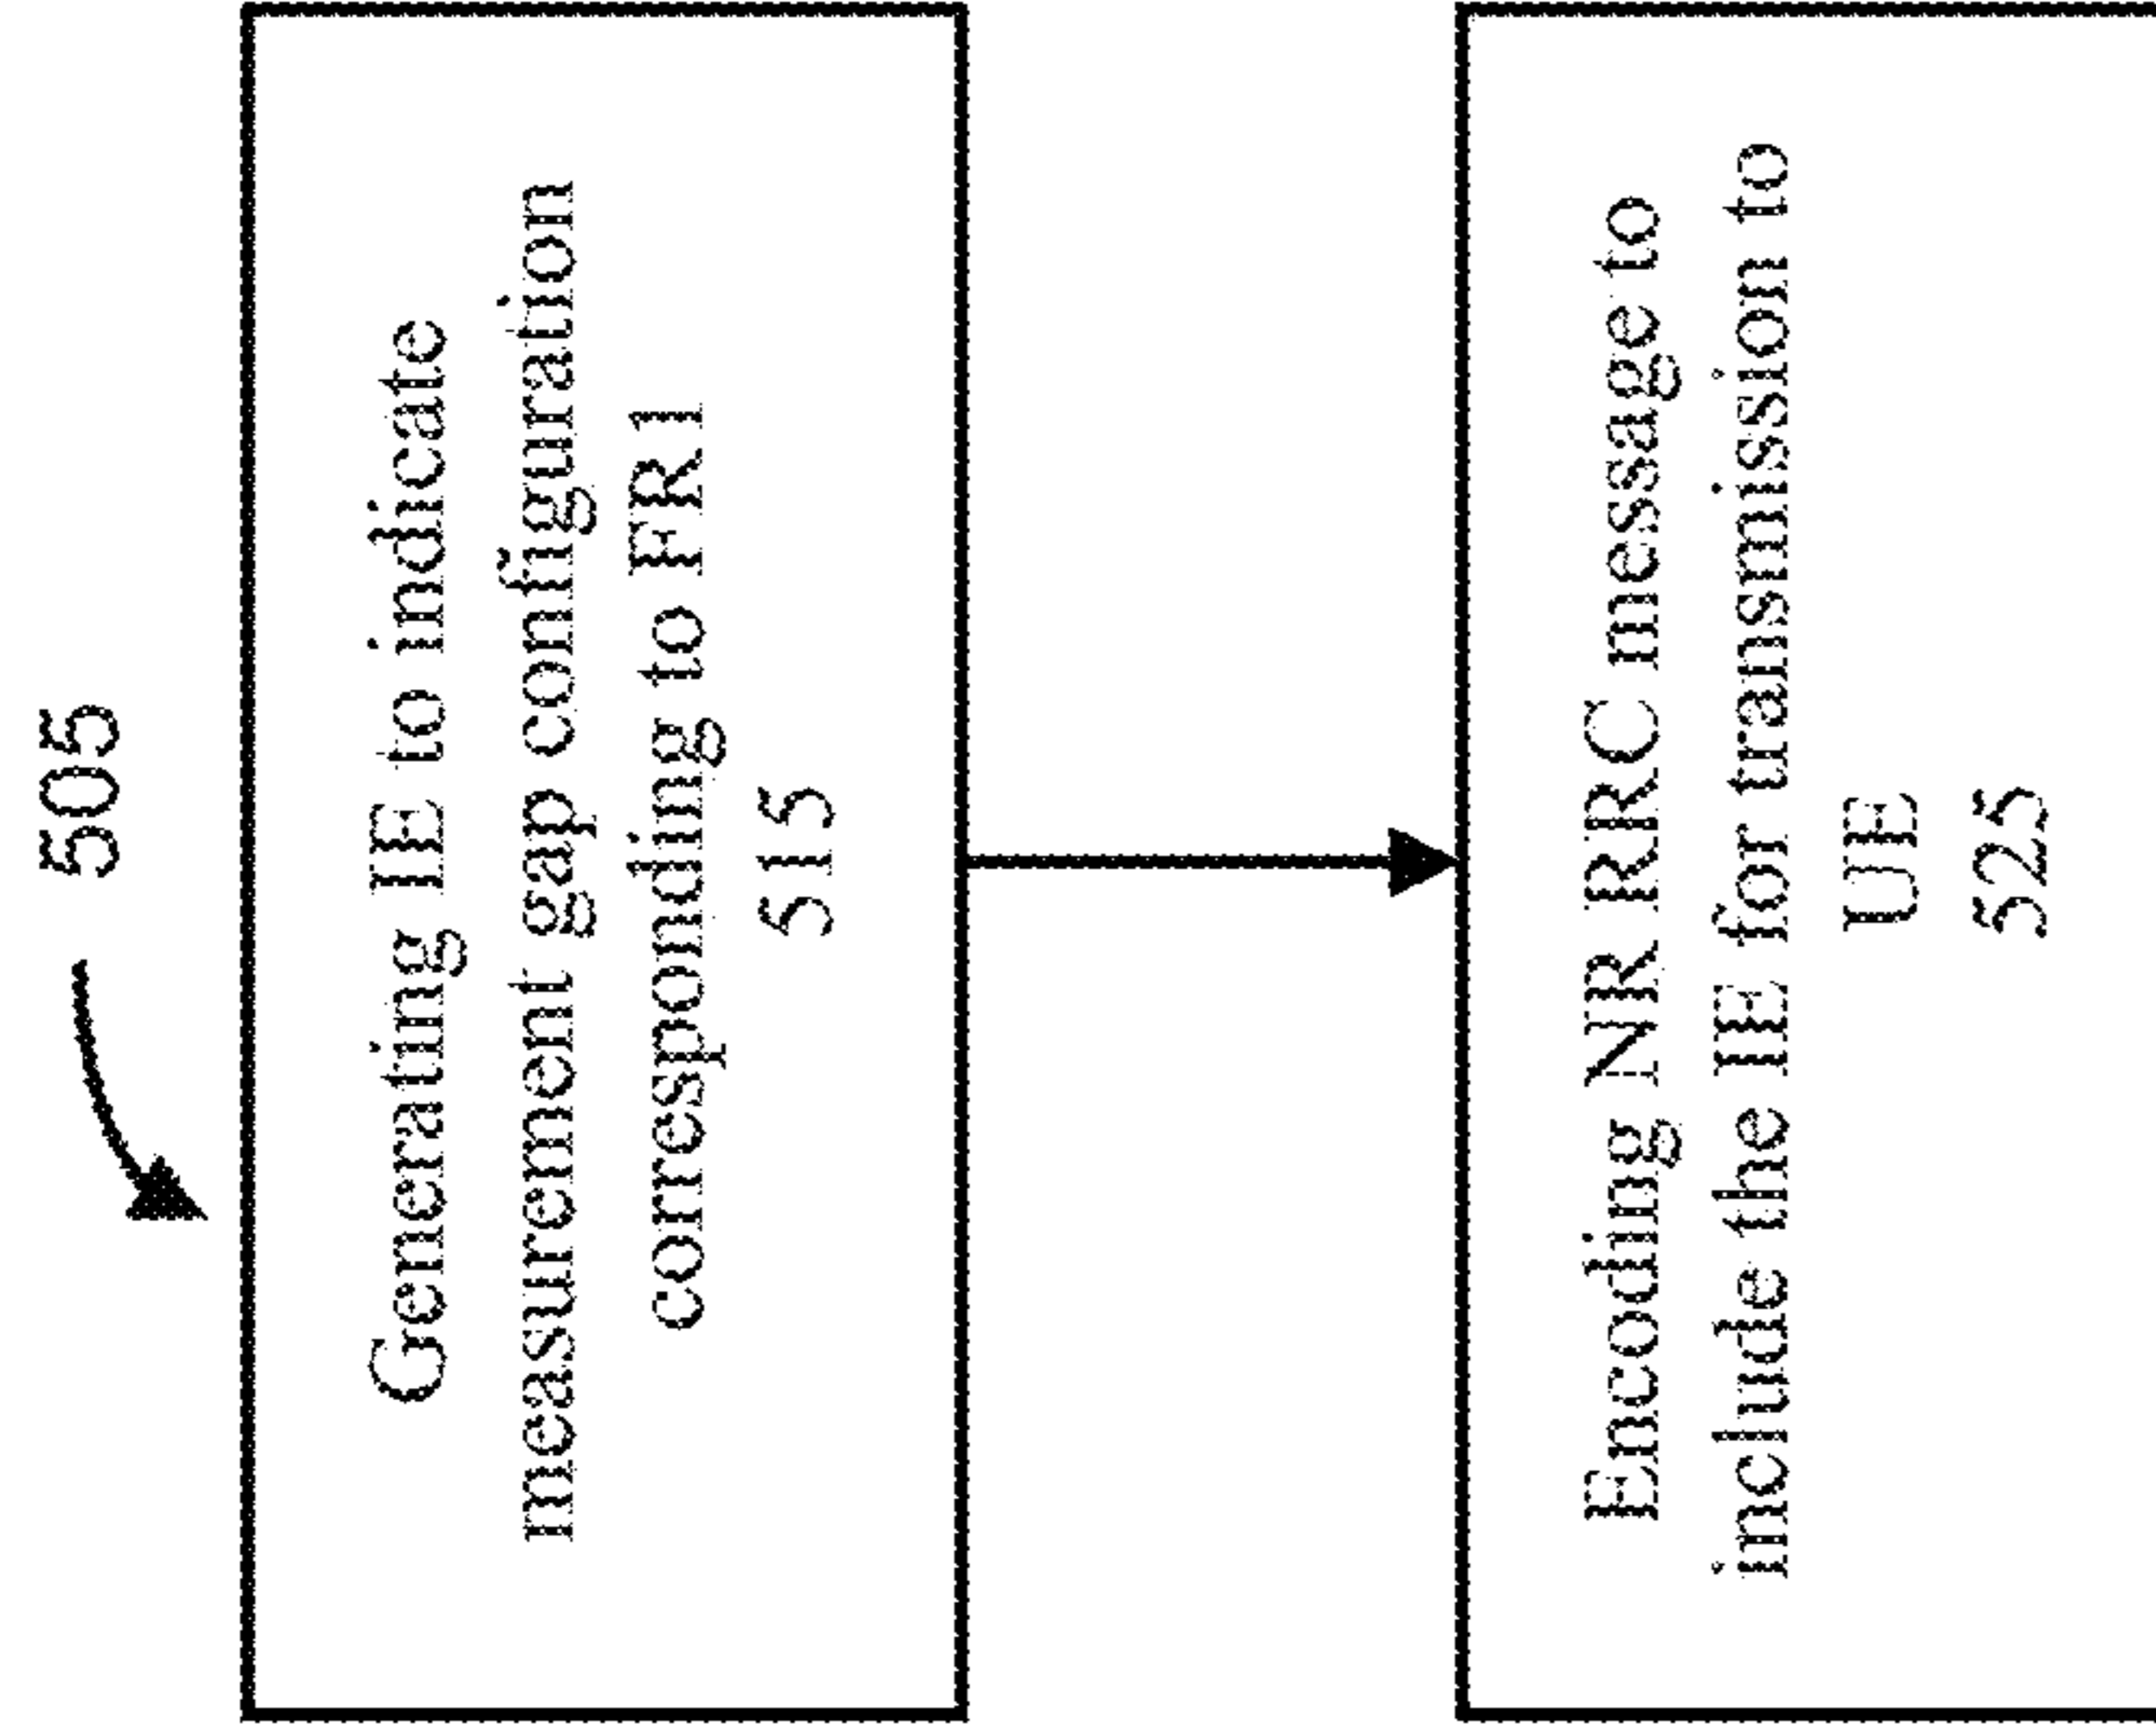 505
Generating IE to indicate
measurement gap configuration
corresponding to FR1
515
Encoding NR RRC message to
include the IE for transmission to
UE
525